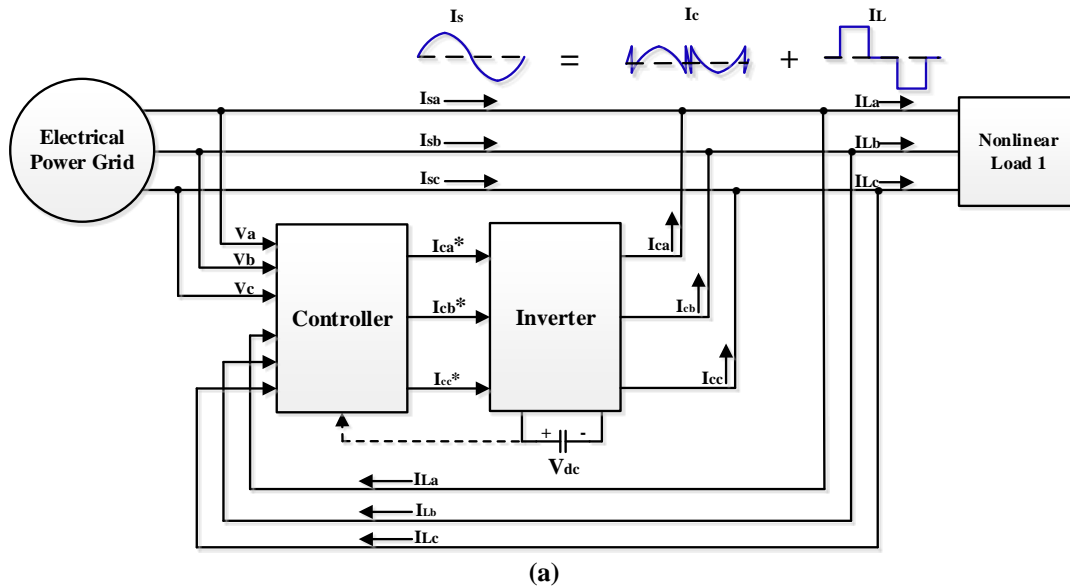 Is = Ic + IL
Isa
ILa
Electrical
Power Grid
Isb
ILb
Nonlinear
Load 1
Isc
ILc
Va
Vb
Vc
Controller
Ica*
Icb*
Icc*
Inverter
Ica
Icb
Icc
+ -
Vdc
ILa
ILb
ILc
(a)